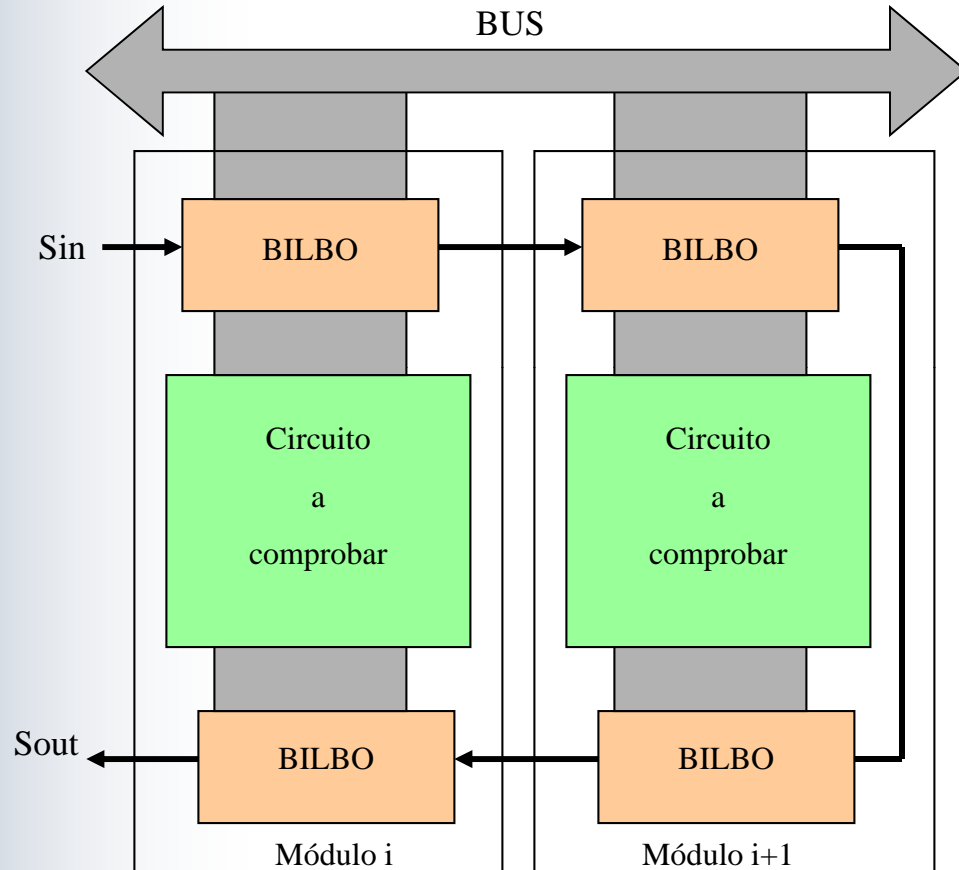 BUS
Sin
BILBO
BILBO
Circuito
a
comprobar
Circuito
a
comprobar
Sout
BILBO
BILBO
Módulo i
Módulo i+1